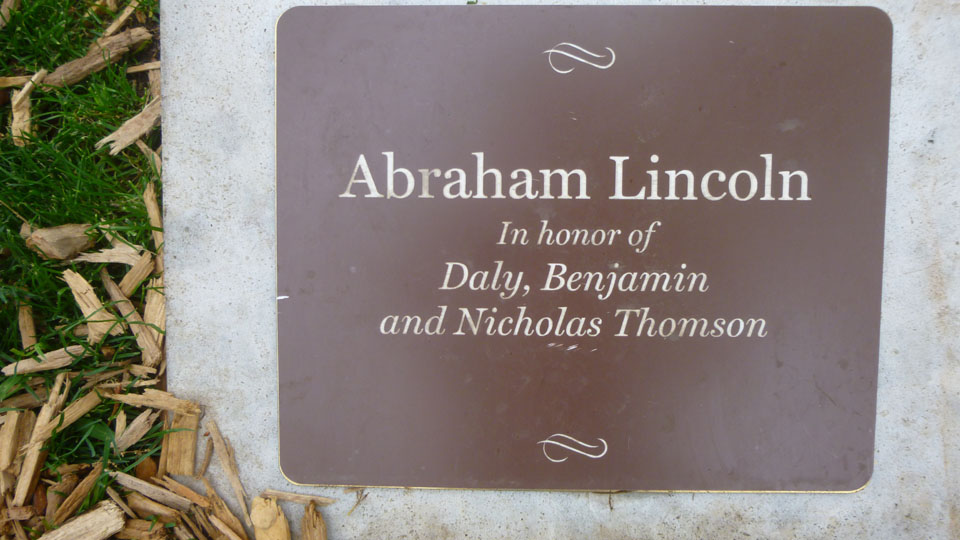 Abraham Lincoln
In honor of
Daly, Benjamin
and Nicholas Thomson